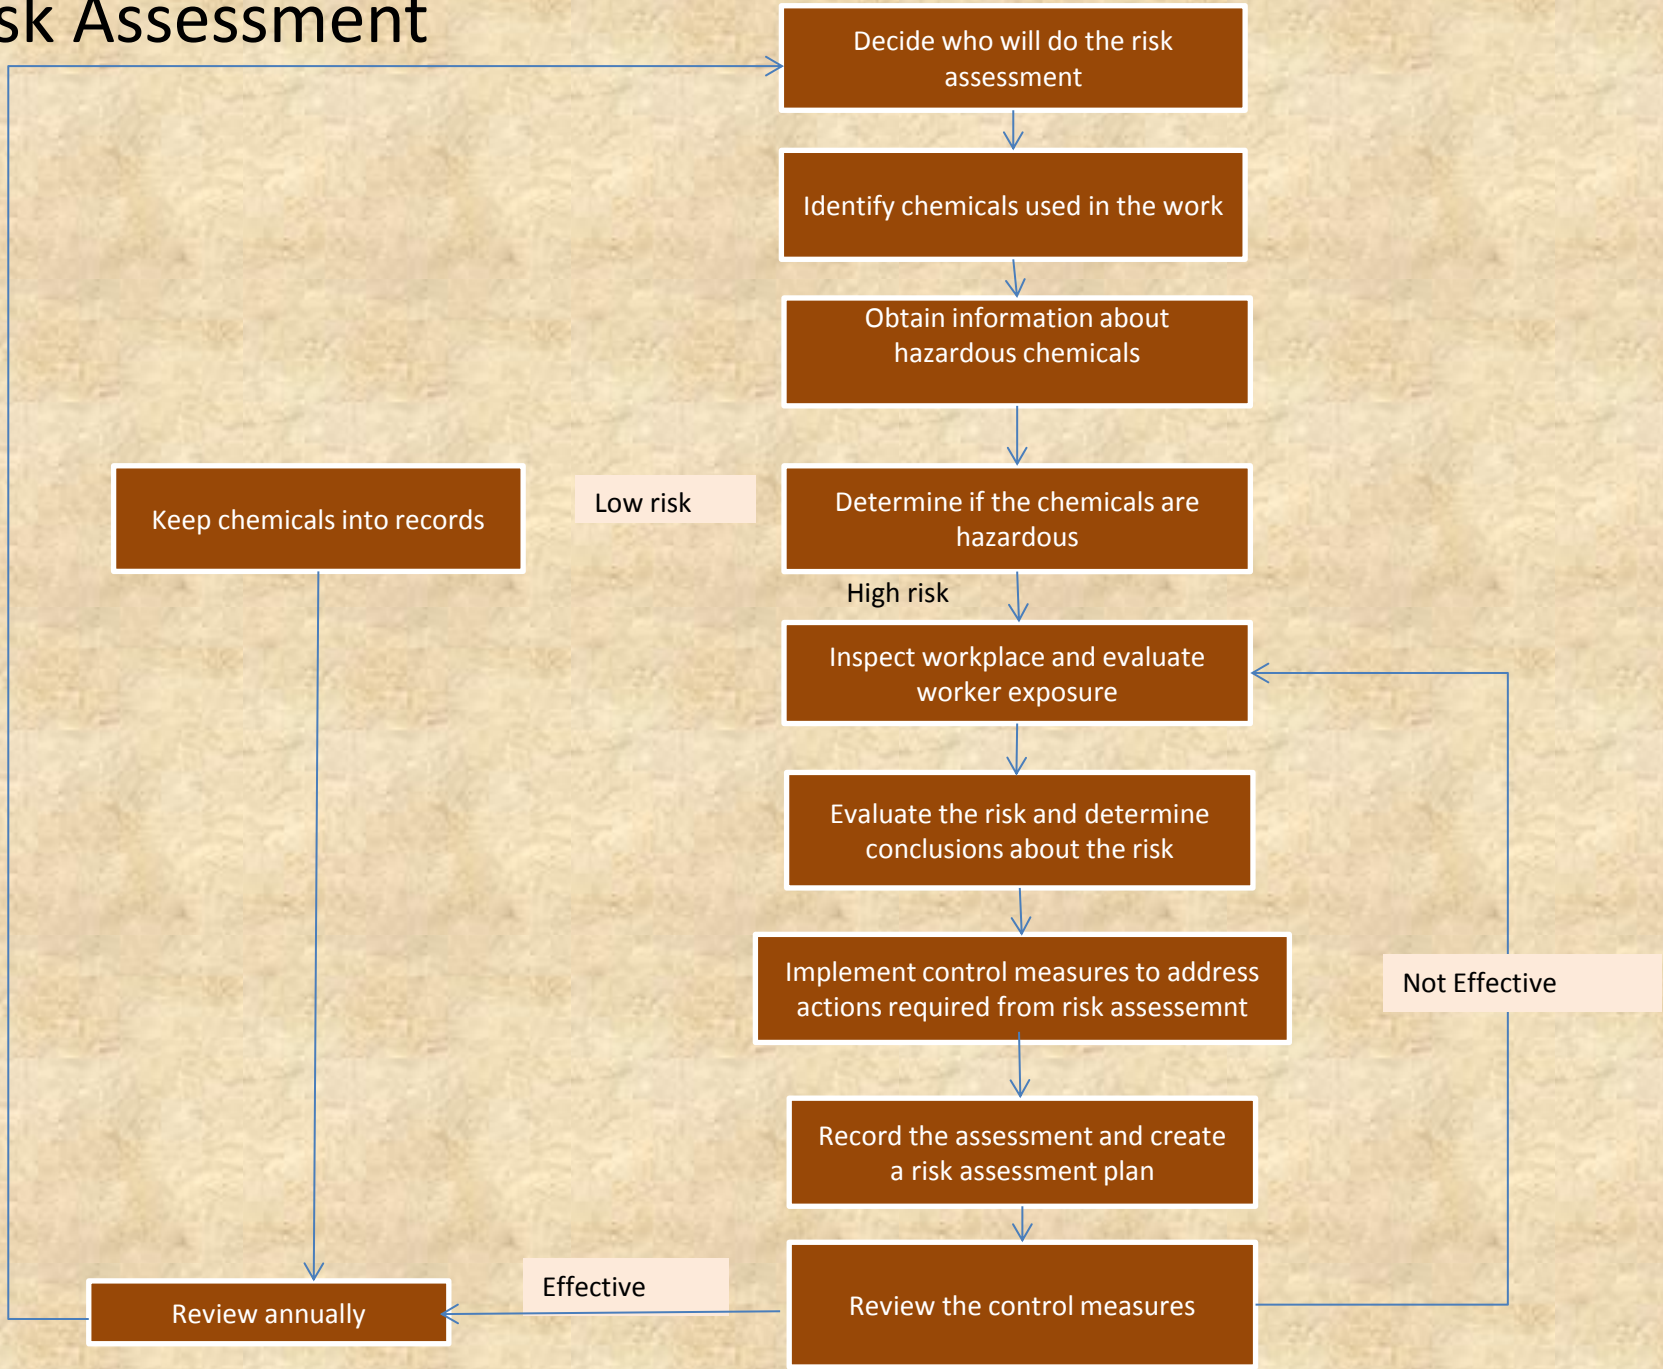 sk Assessment
Decide who will do the risk
assessment
Identify chemicals used in the work
Obtain information about
hazardous chemicals
Keep chemicals into records
Low risk
Determine if the chemicals are
hazardous
High risk
Inspect workplace and evaluate
worker exposure
Evaluate the risk and determine
conclusions about the risk
Implement control measures to address
actions required from risk assessemnt
Not Effective
Record the assessment and create
a risk assessment plan
Review annually
Effective
Review the control measures